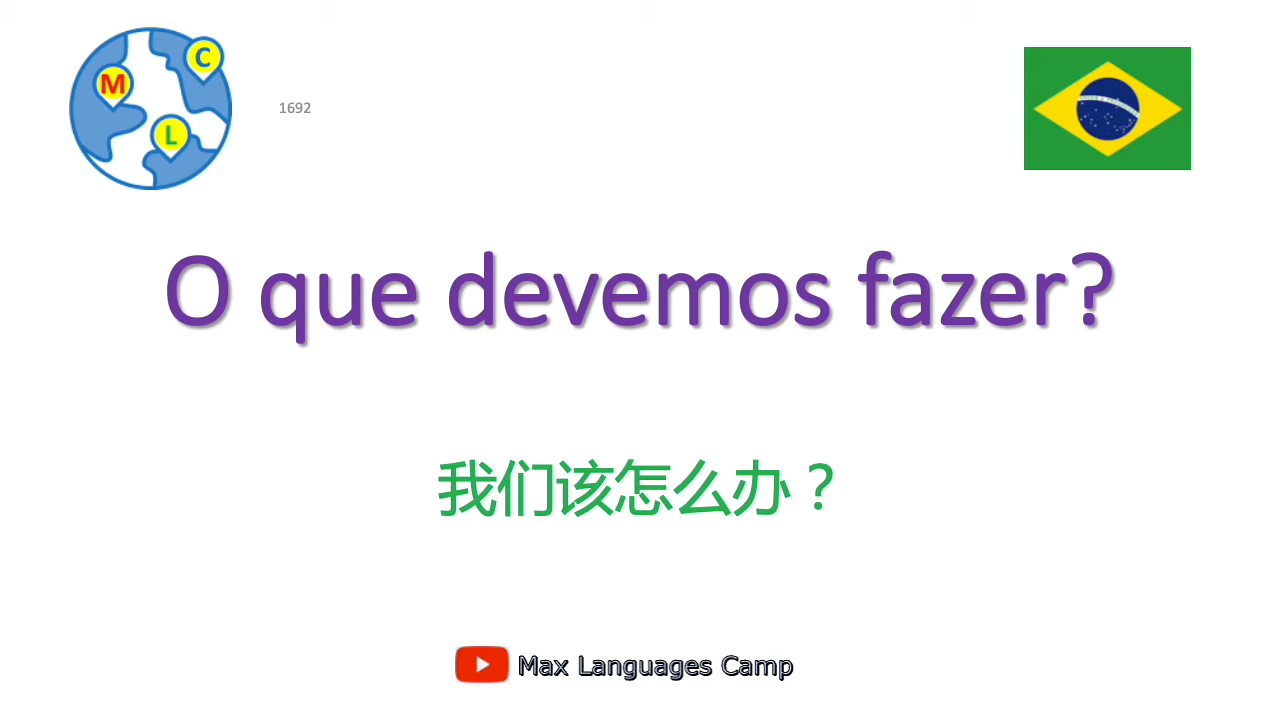 M
C
L
1692
O que devemos fazer?
我们该怎么办？
Max Languages Camp